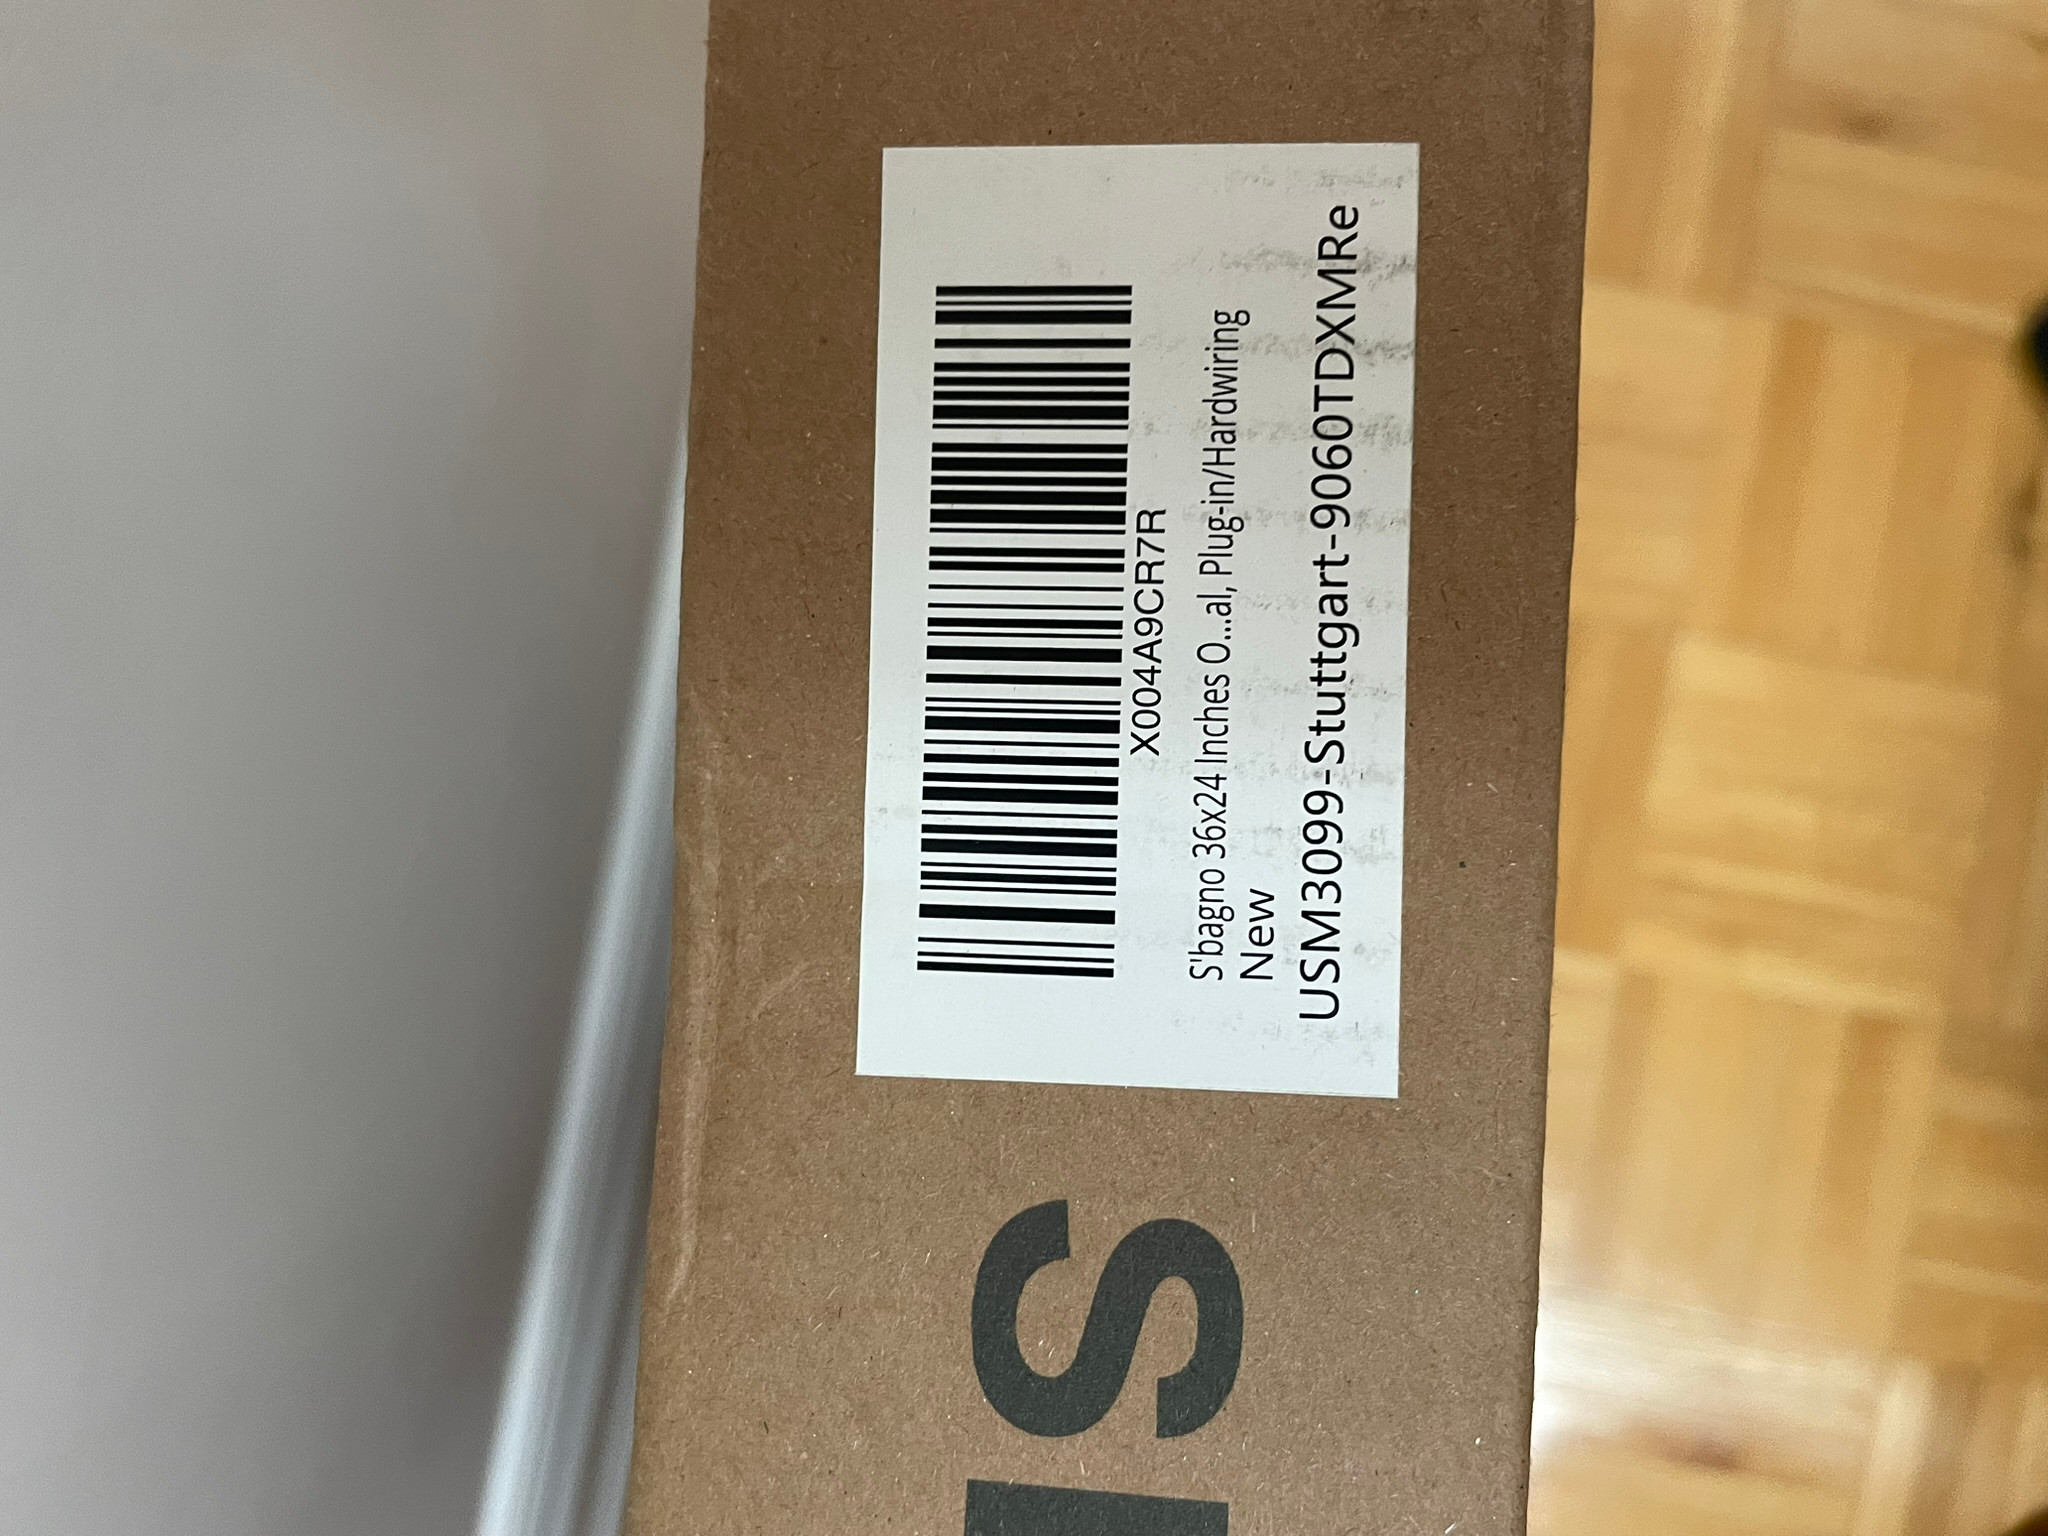 X004A9CR7R
S'bagno 36x24 Inches O...al, Plug-in/Hardwiring
New
USM3099-Stuttgart-9060TDXMRe
S